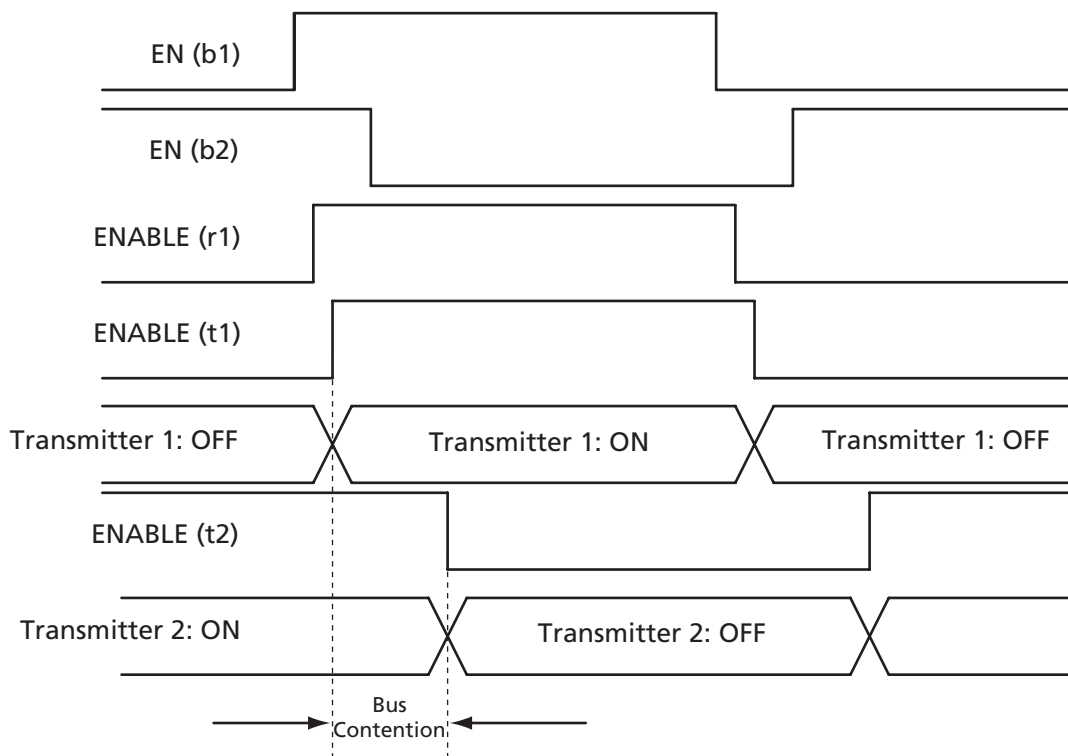 EN (b1)
EN (b2)
ENABLE (r1)
ENABLE (t1)
Transmitter 1: OFF
Transmitter 1: ON
Transmitter 1: OFF
ENABLE (t2)
Transmitter 2: ON
Transmitter 2: OFF
Bus
Contention